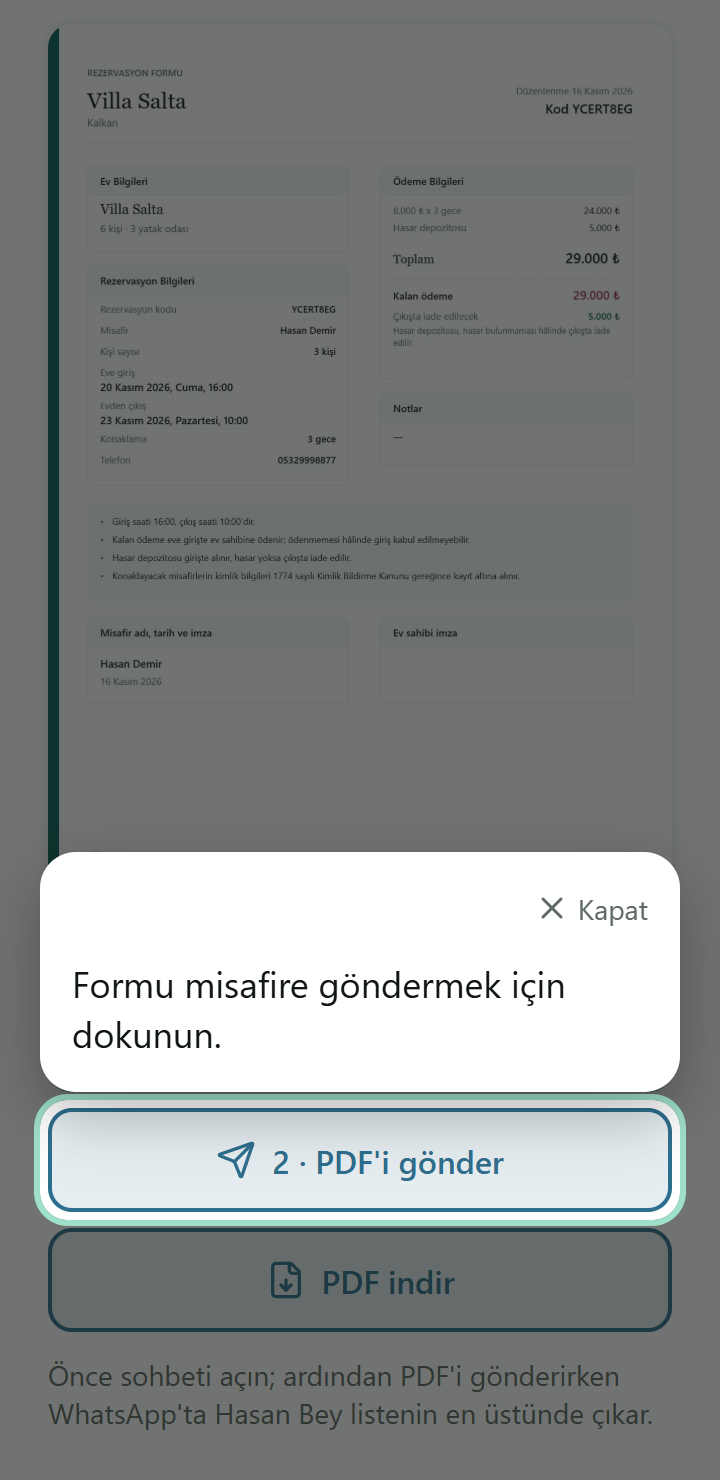 REZERVASYON FORMU
Villa Salta
Kalkan
Düzenlenme 16 Kasım 2026
Kod YCERT8EG
Ev Bilgileri
Villa Salta
6 kişi · 3 yatak odası
Rezervasyon Bilgileri
Rezervasyon kodu YCERT8EG
Misafir Hasan Demir
Kişi sayısı 3 kişi
Eve giriş
20 Kasım 2026, Cuma, 16:00
Evden çıkış
23 Kasım 2026, Pazartesi, 10:00
Konaklama 3 gece
Telefon 05329998877
Ödeme Bilgileri
8.000 ₺ x 3 gece 24.000 ₺
Hasar depozitosu 5.000 ₺
Toplam 29.000 ₺
Kalan ödeme 29.000 ₺
Çıkışta iade edilecek 5.000 ₺
Hasar depozitosu, hasar bulunmaması hâlinde çıkışta iade
edilir.
Notlar
—
• Giriş saati 16:00, çıkış saati 10:00'dır.
• Kalan ödeme eve girişte ev sahibine ödenir; ödenmemesi hâlinde giriş kabul edilmeyebilir.
• Hasar depozitosu girişte alınır, hasar yoksa çıkışta iade edilir.
• Konaklayacak misafirlerin kimlik bilgileri 1774 sayılı Kimlik Bildirme Kanunu gereğince kayıt altına alınır.
Misafir adı, tarih ve imza
Hasan Demir
16 Kasım 2026
Ev sahibi imza
Kapat
Formu misafire göndermek için
dokunun.
2 · PDF'i gönder
PDF indir
Önce sohbeti açın; ardından PDF'i gönderirken
WhatsApp'ta Hasan Bey listenin en üstünde çıkar.